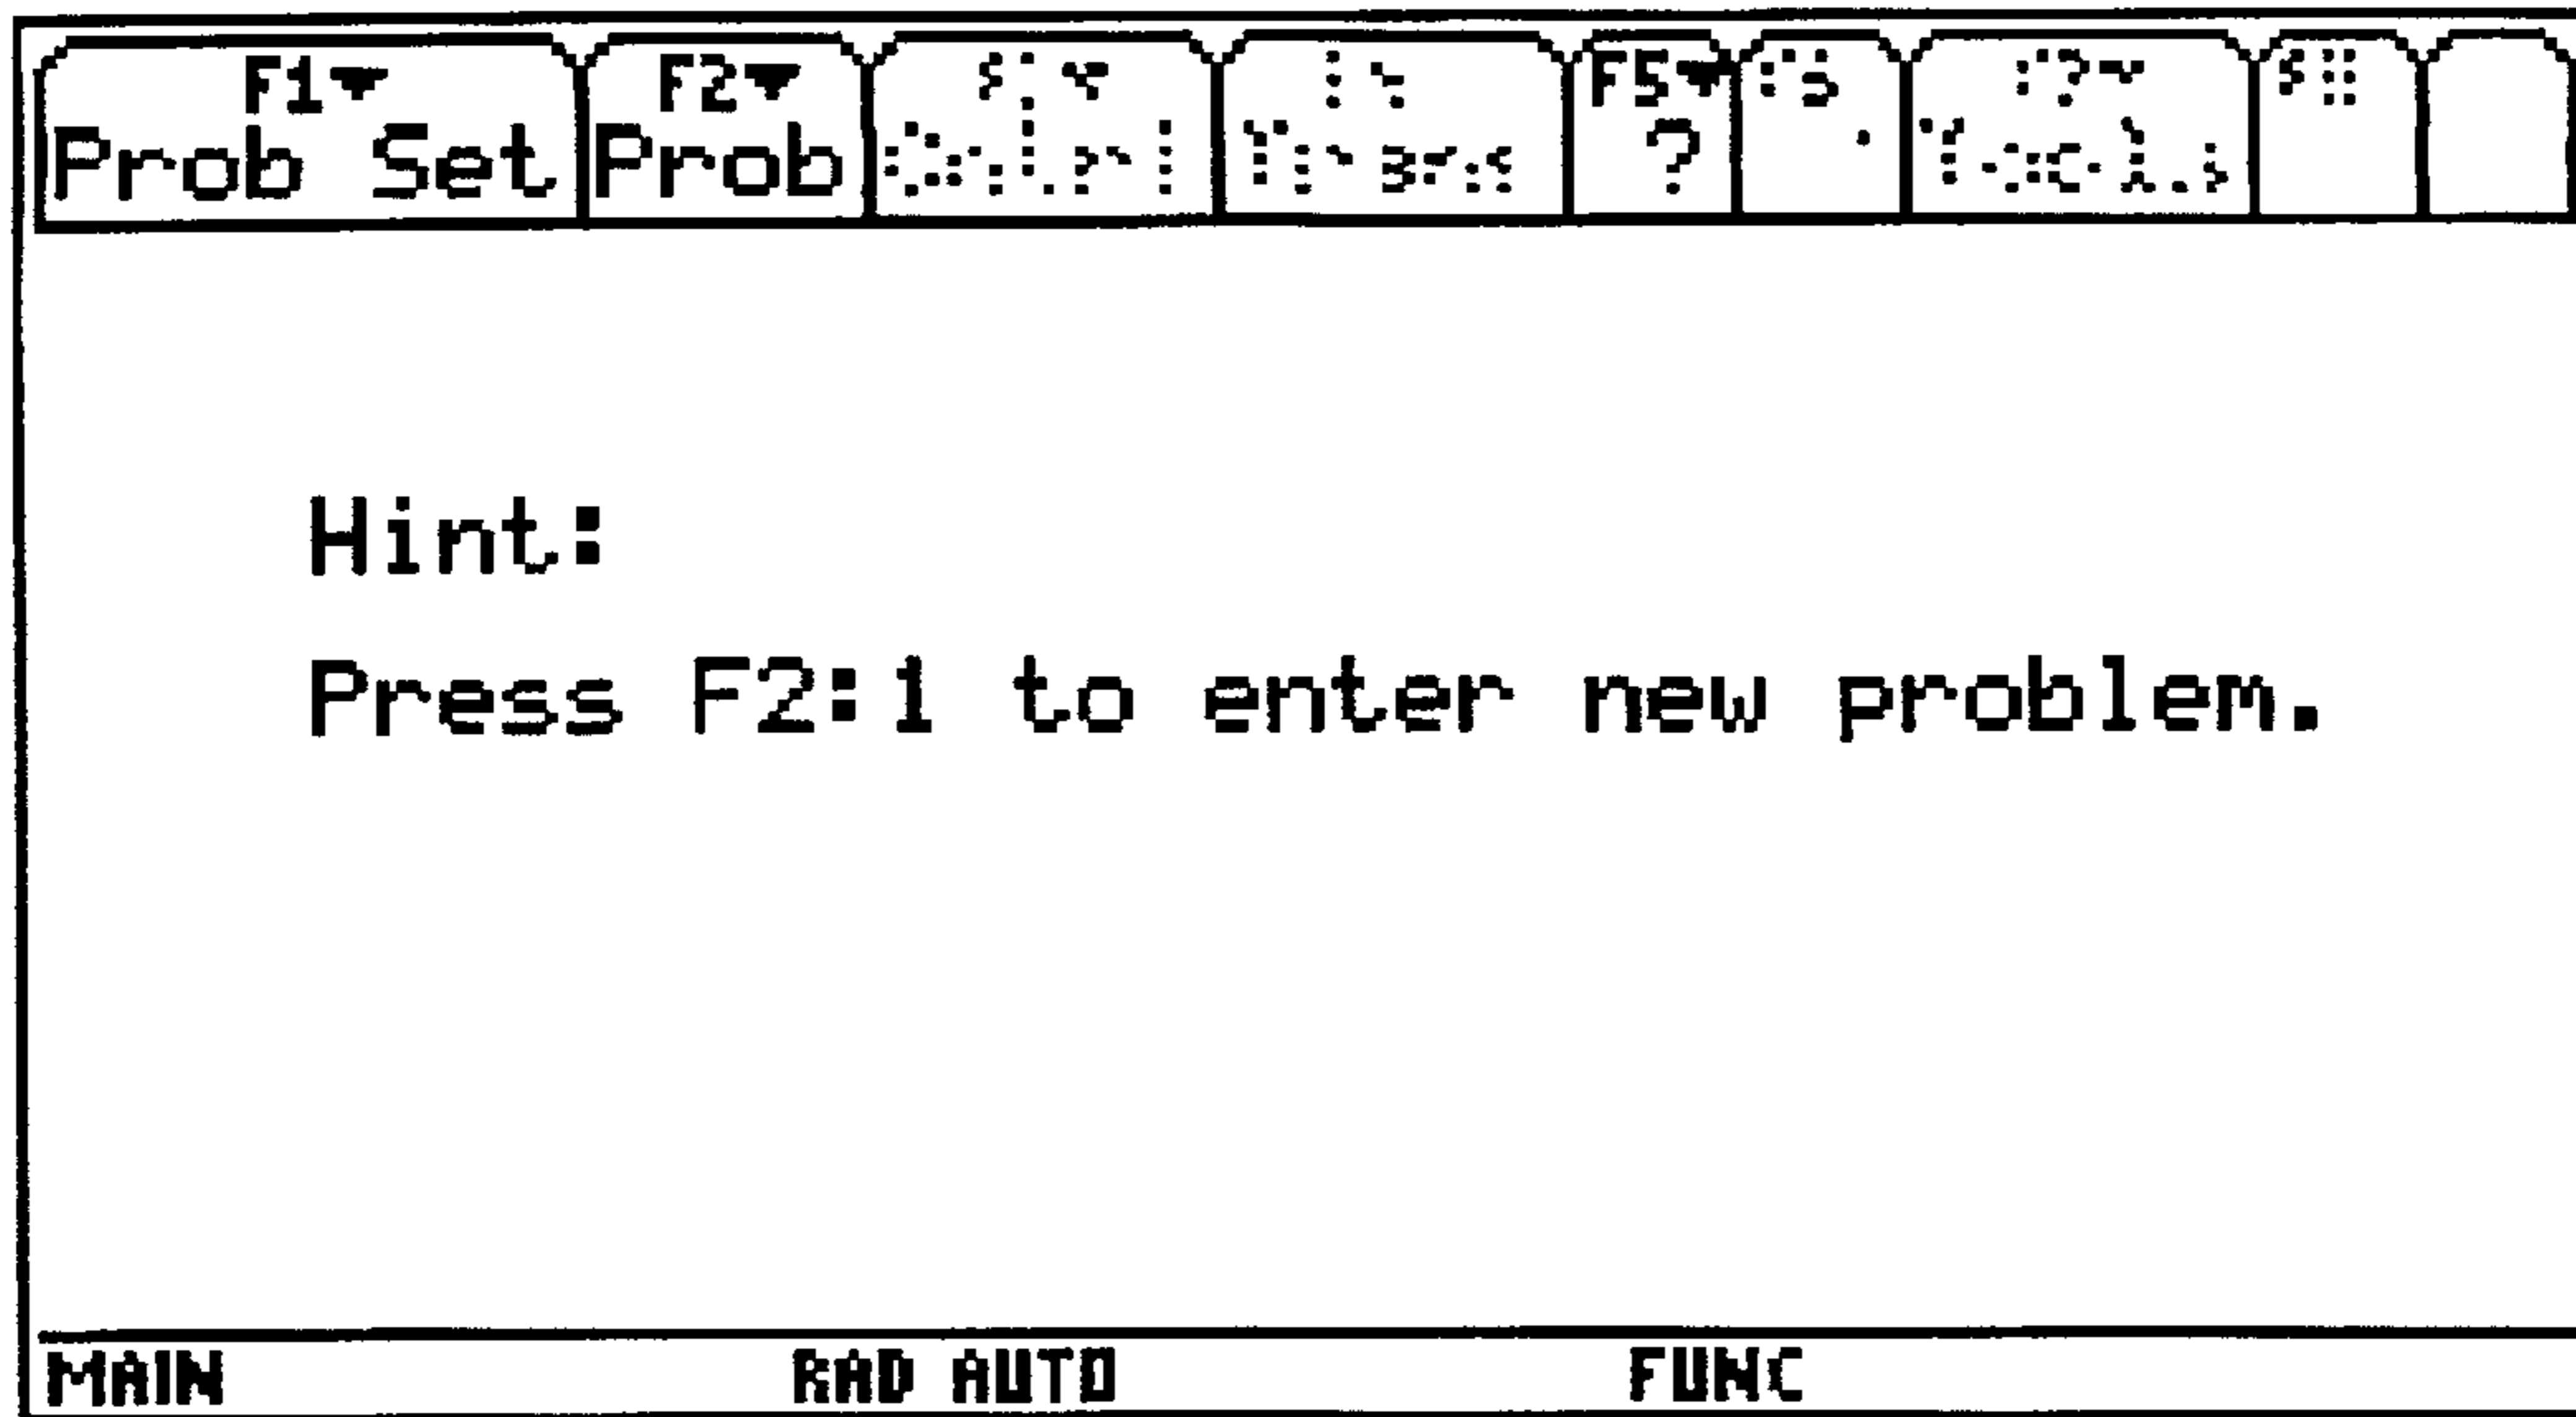 F1▼ F2▼ F5▼
Prob Set Prob ?
Hint:
Press F2:1 to enter new problem.
MAIN RAD AUTO FUNC